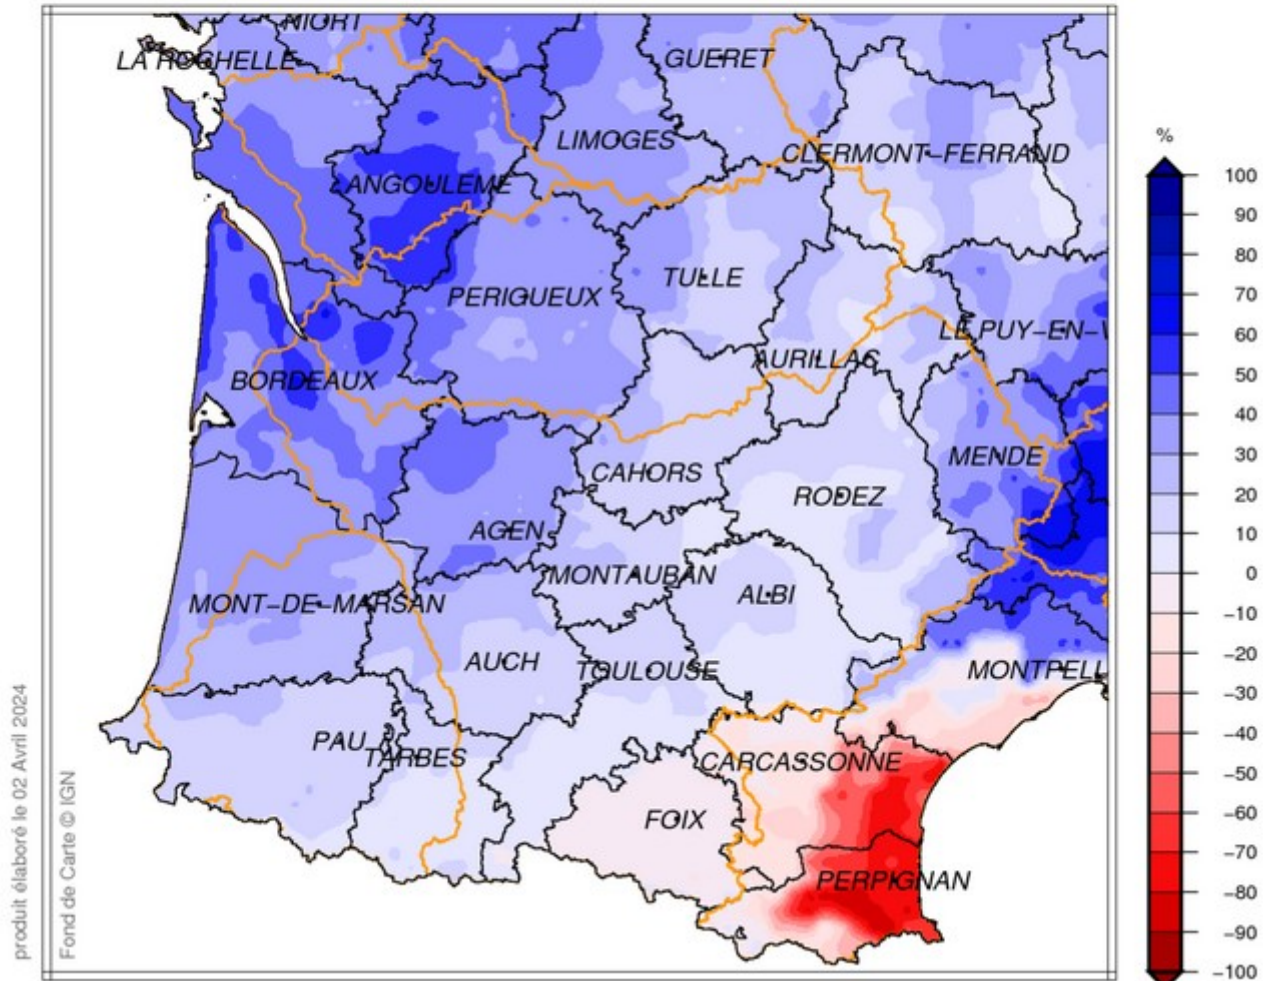 NIORT
LA ROCHELLE
GUERET
LIMOGES
CLERMONT-FERRAND
ANGOULEME
TULLE
PERIGUEUX
LE PUY-EN-V
AURILLAC
BORDEAUX
MENDE
CAHORS
RODEZ
AGEN
MONTAUBAN
ALBI
MONT-DE-MARSAN
AUCH
TOULOUSE
MONTPELL
PAU
TARBES
CARCASSONNE
FOIX
PERPIGNAN
%
100
90
80
70
60
50
40
30
20
10
0
-10
-20
-30
-40
-50
-60
-70
-80
-90
-100
produit élaboré le 02 Avril 2024
Fond de Carte © IGN